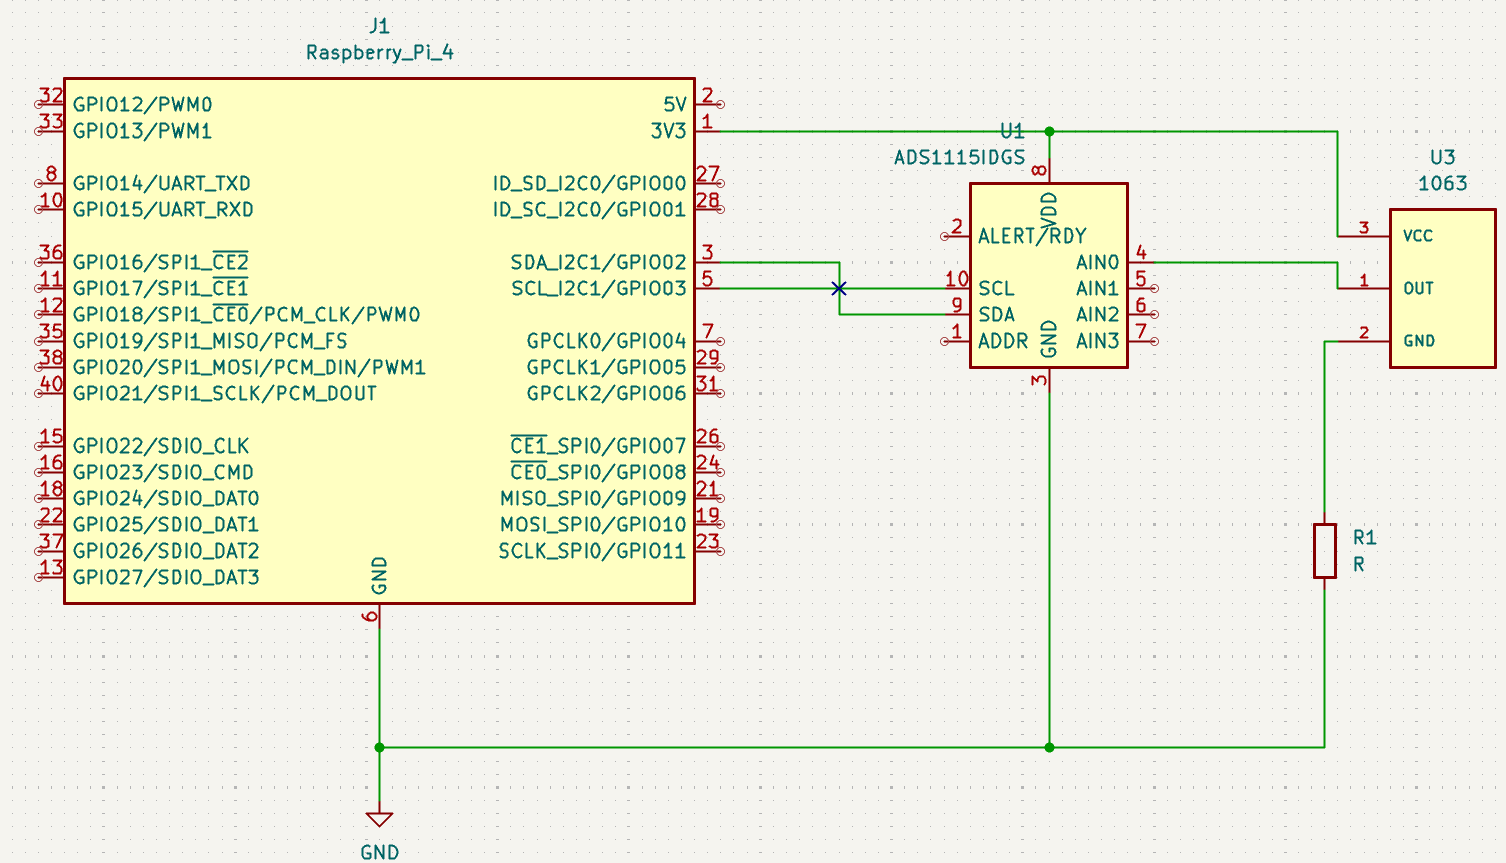 J1
Raspberry_Pi_4
32 GPIO12/PWM0
33 GPIO13/PWM1
8 GPIO14/UART_TXD
10 GPIO15/UART_RXD
36 GPIO16/SPI1_CE2
11 GPIO17/SPI1_CE1
12 GPIO18/SPI1_CE0/PCM_CLK/PWM0
35 GPIO19/SPI1_MISO/PCM_FS
38 GPIO20/SPI1_MOSI/PCM_DIN/PWM1
40 GPIO21/SPI1_SCLK/PCM_DOUT
15 GPIO22/SDIO_CLK
16 GPIO23/SDIO_CMD
18 GPIO24/SDIO_DAT0
22 GPIO25/SDIO_DAT1
37 GPIO26/SDIO_DAT2
13 GPIO27/SDIO_DAT3
5V 2
3V3 1
ID_SD_I2C0/GPIO00 27
ID_SC_I2C0/GPIO01 28
SDA_I2C1/GPIO02 3
SCL_I2C1/GPIO03 5
GPCLK0/GPIO04 7
GPCLK1/GPIO05 29
GPCLK2/GPIO06 31
CE1_SPI0/GPIO07 26
CE0_SPI0/GPIO08 24
MISO_SPI0/GPIO09 21
MOSI_SPI0/GPIO10 19
SCLK_SPI0/GPIO11 23
GND
6
GND
U1
ADS1115IDGS
8
VDD
2 ALERT/RDY
10 SCL
9 SDA
1 ADDR
AIN0 4
AIN1 5
AIN2 6
AIN3 7
GND
3
U3
1063
3 VCC
1 OUT
2 GND
R1
R